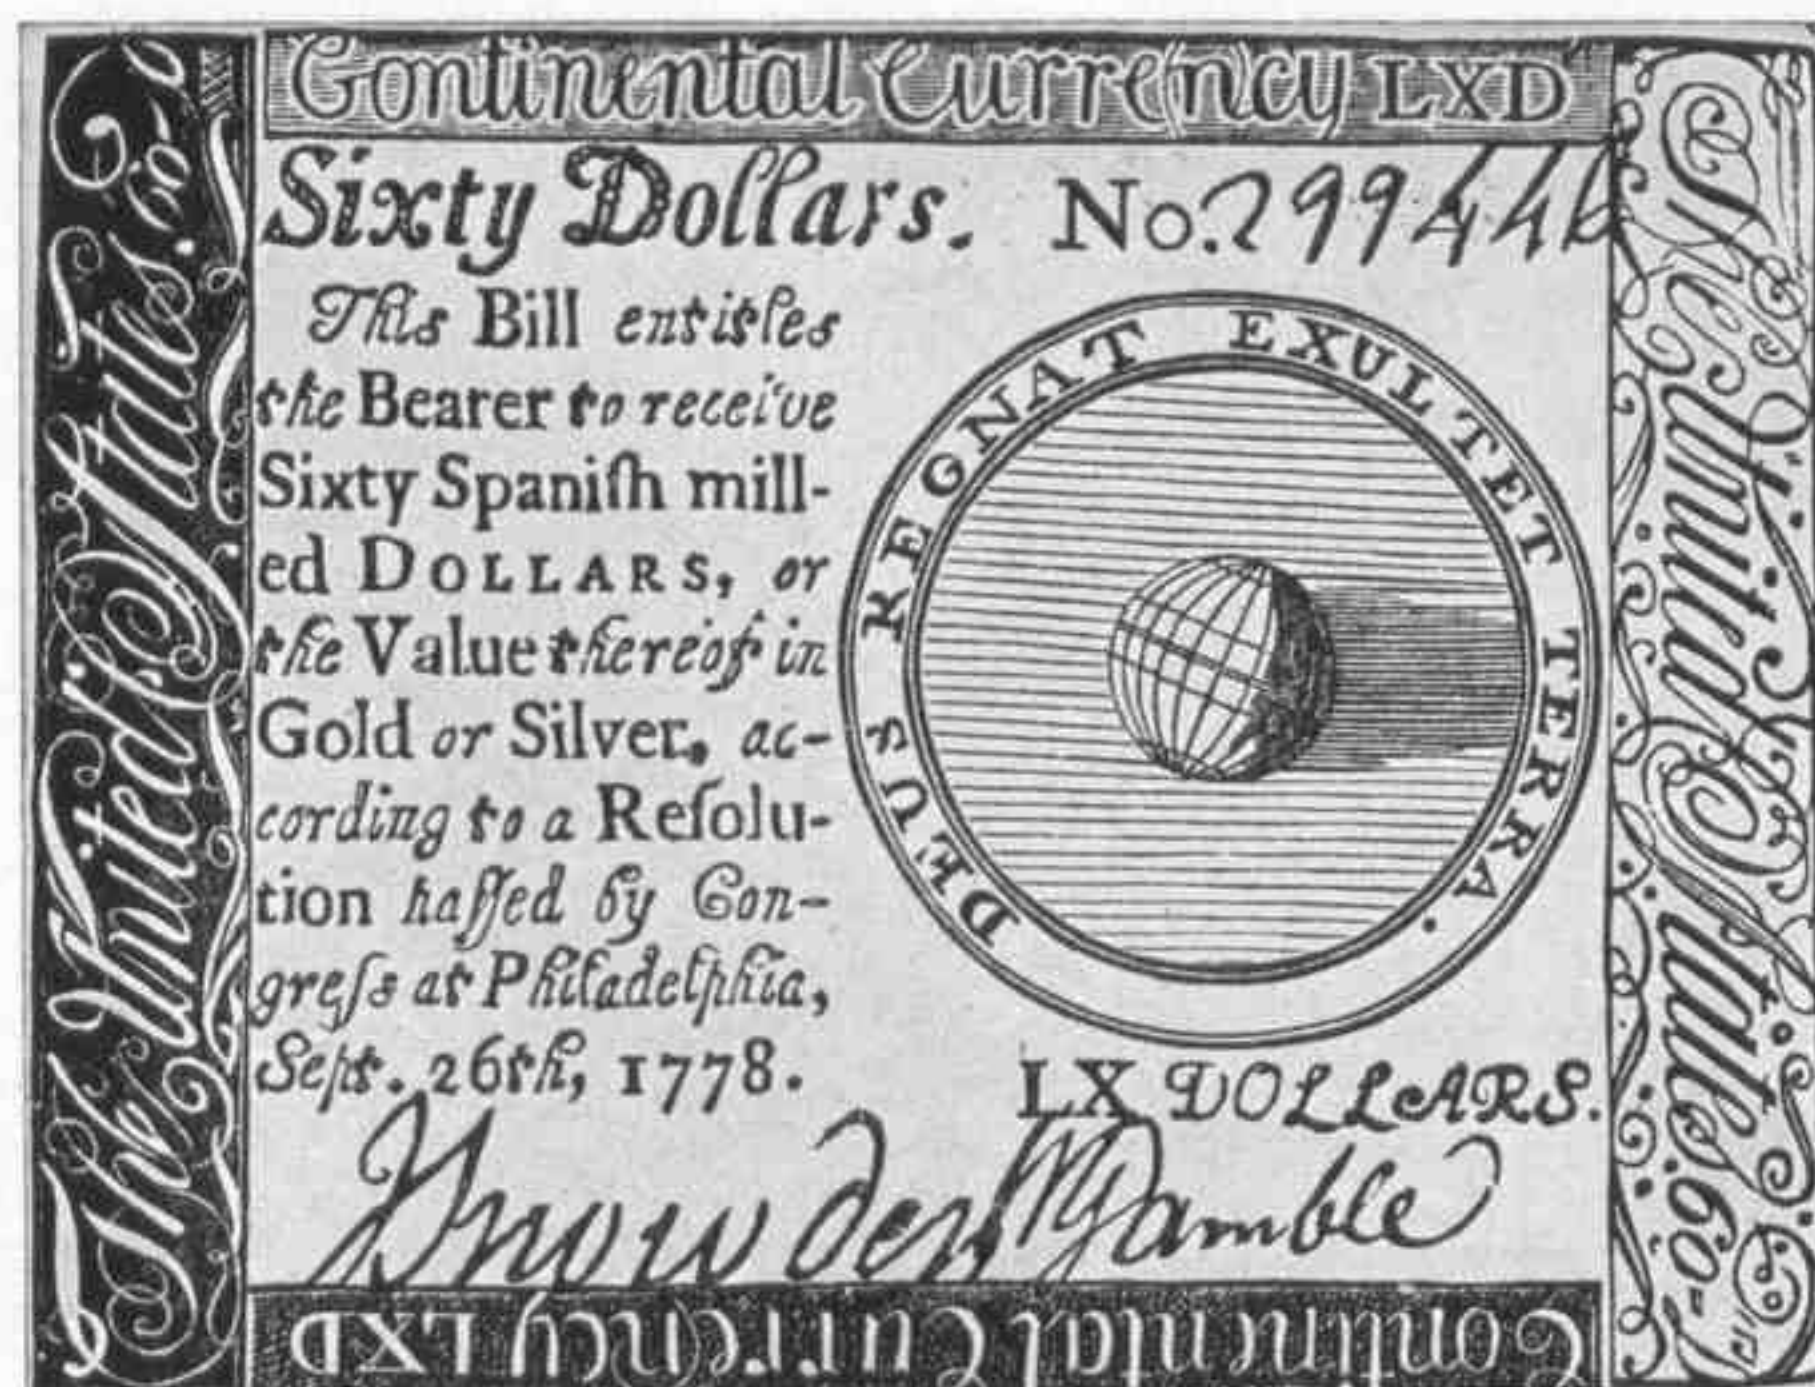 Continental Currency LXD
Sixty Dollars. No. 299446
This Bill entitles
the Bearer to receive
Sixty Spaniſh mill-
ed DOLLARS, or
the Value thereof in
Gold or Silver, ac-
cording to a Reſolu-
tion paſſed by Con-
greſs at Philadelphia,
Sept. 26th, 1778.
DEUS REGNAT EXULTET TERRA.
LX DOLLARS.
Snowden Gamble
The United States. 60
The United States. 60
Continental Currency LXD